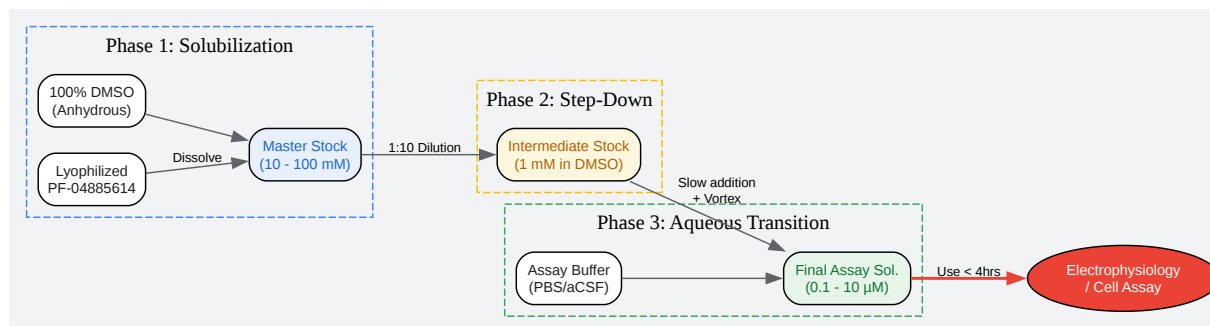 Phase 1: Solubilization
100% DMSO
(Anhydrous)
Lyophilized
PF-04885614
Dissolve
Master Stock
(10 - 100 mM)
1:10 Dilution
Phase 2: Step-Down
Intermediate Stock
(1 mM in DMSO)
Slow addition
+ Vortex
Phase 3: Aqueous Transition
Assay Buffer
(PBS/aCSF)
Final Assay Sol.
(0.1 - 10 µM)
Use < 4hrs
Electrophysiology
/ Cell Assay